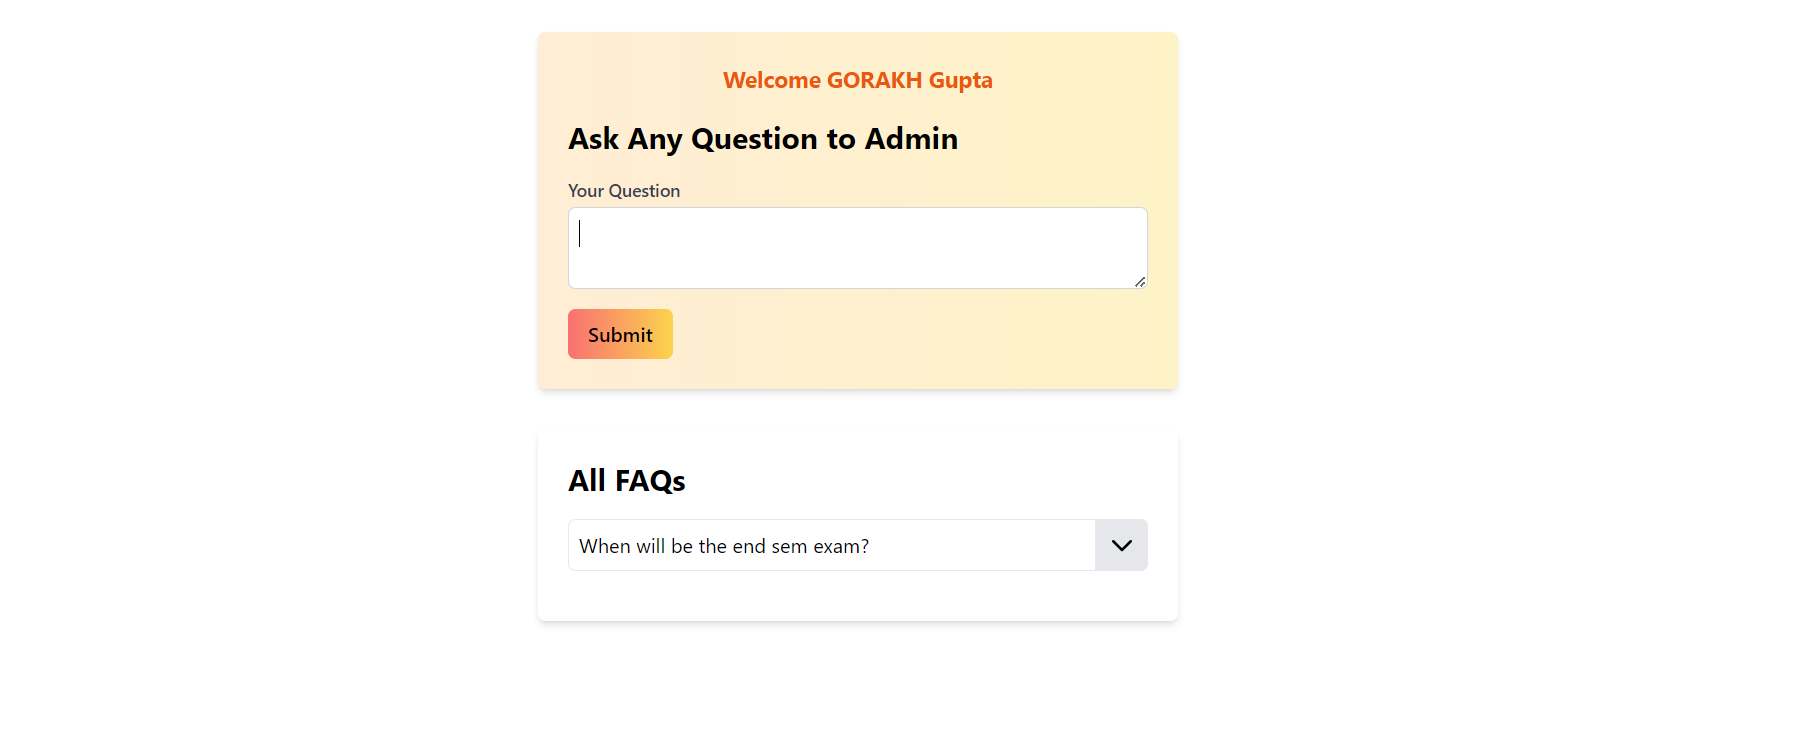 Welcome GORAKH Gupta
Ask Any Question to Admin
Your Question
Submit
All FAQs
When will be the end sem exam?